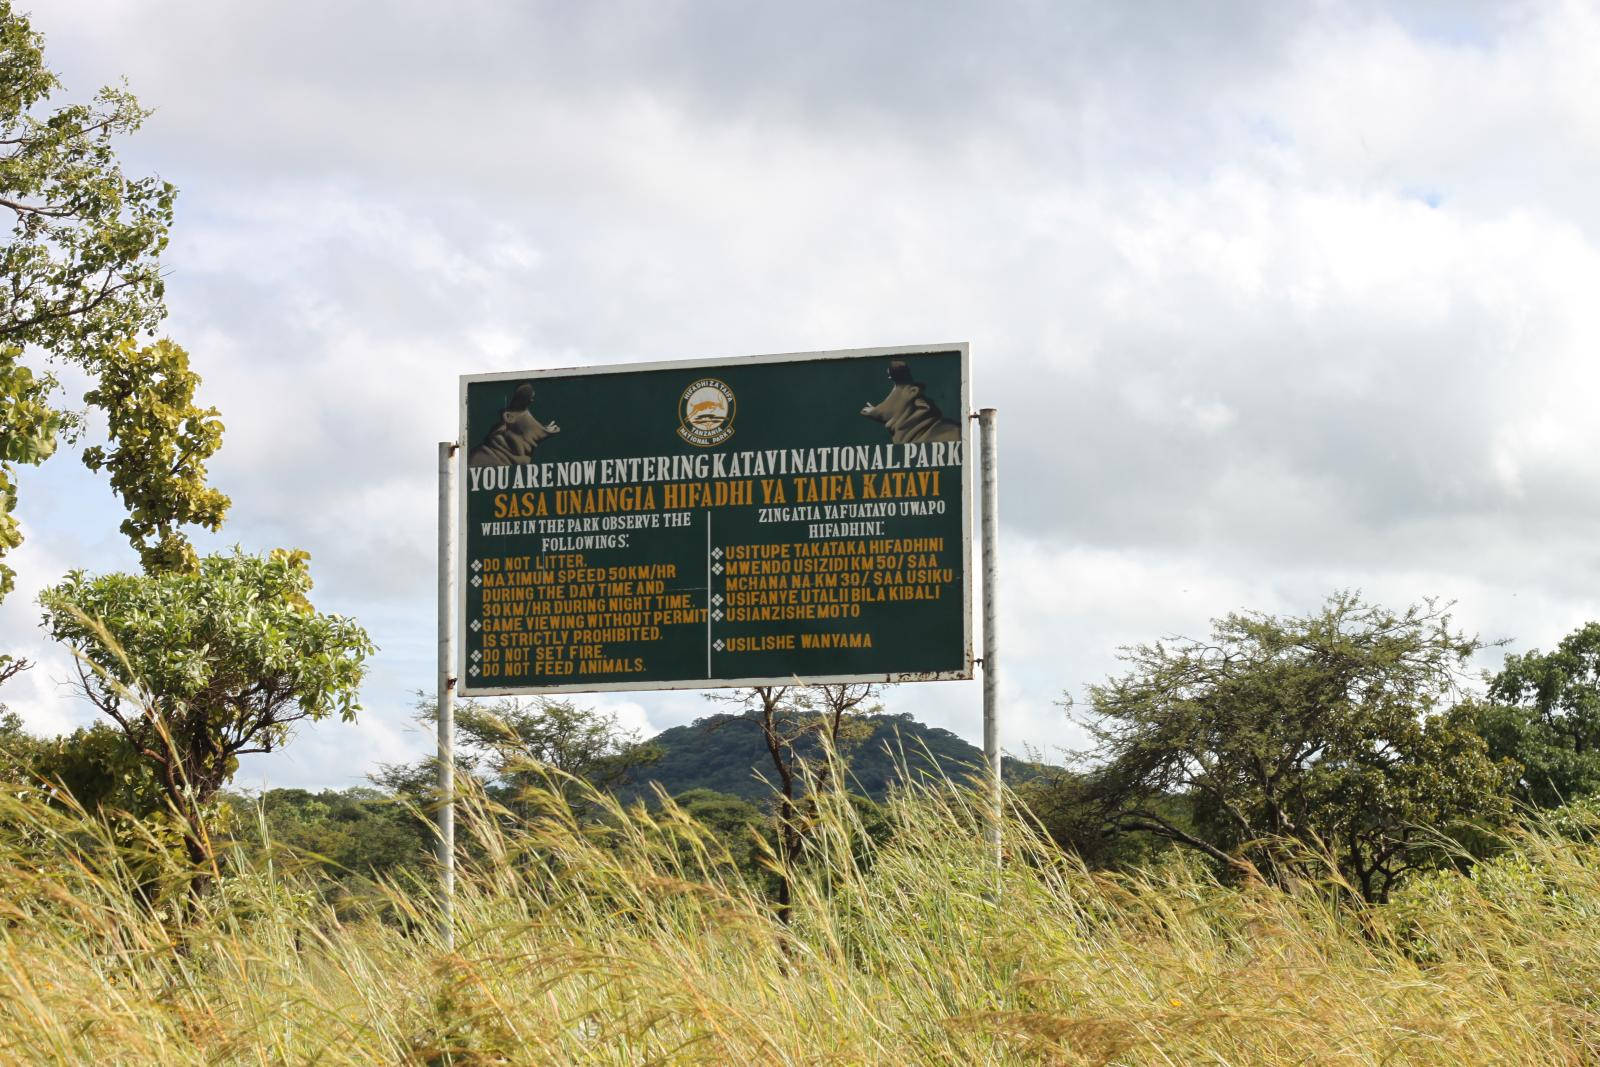 HIFADHI ZA TAIFA
TANZANIA
NATIONAL PARKS
YOU ARE NOW ENTERING KATAVI NATIONAL PARK
SASA UNAINGIA HIFADHI YA TAIFA KATAVI
WHILE IN THE PARK OBSERVE THE
FOLLOWINGS:
DO NOT LITTER.
MAXIMUM SPEED 50KM/HR
DURING THE DAY TIME AND
30KM/HR DURING NIGHT TIME.
GAME VIEWING WITHOUT PERMIT
IS STRICTLY PROHIBITED.
DO NOT SET FIRE.
DO NOT FEED ANIMALS.
ZINGATIA YAFUATAYO UWAPO
HIFADHINI:
USITUPE TAKATAKA HIFADHINI
MWENDO USIZIDI KM 50/ SAA
MCHANA NA KM 30/ SAA USIKU
USIFANYE UTALII BILA KIBALI
USIANZISHE MOTO
USILISHE WANYAMA